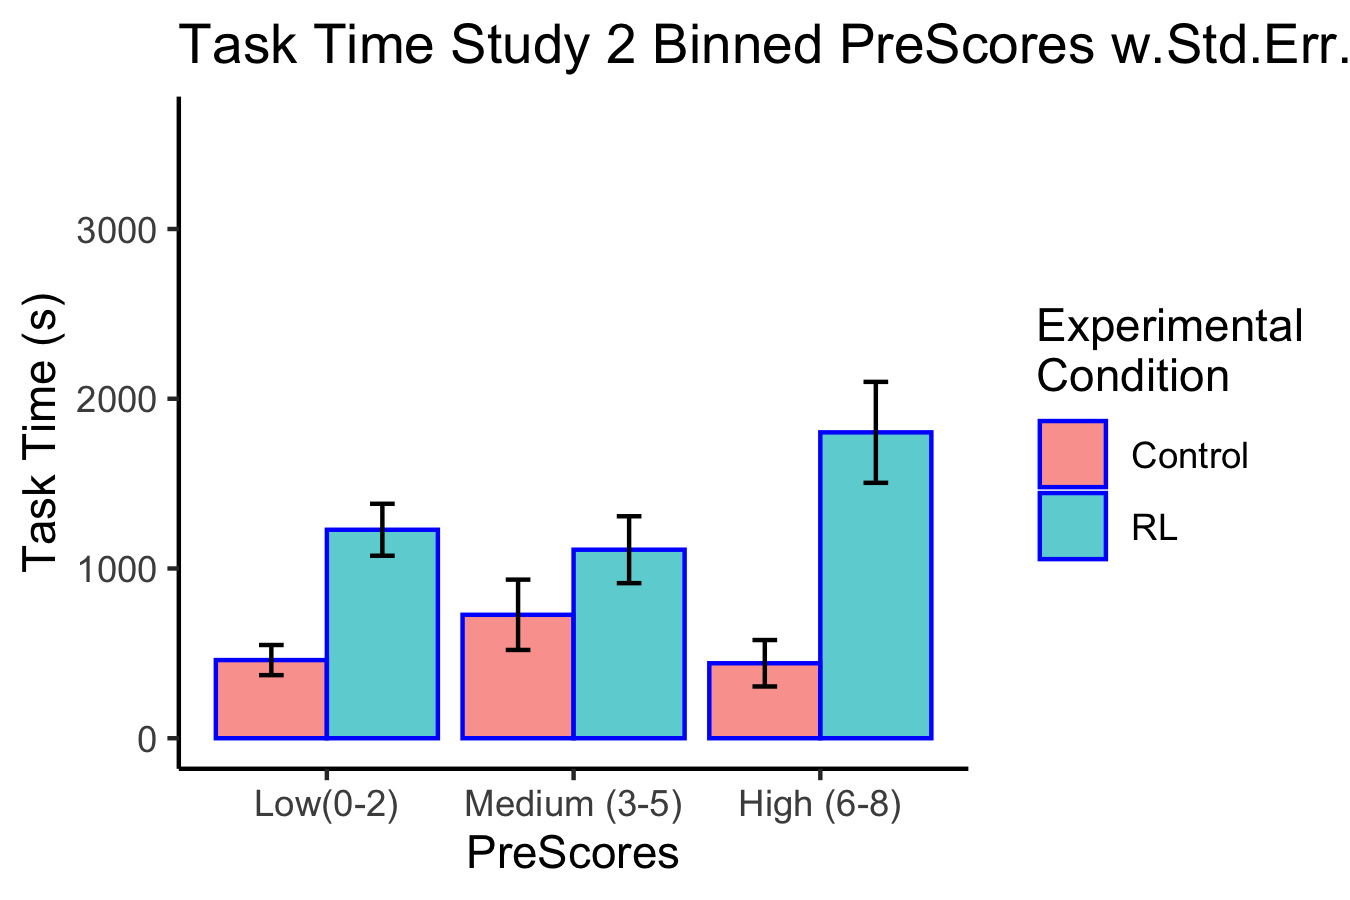 Task Time Study 2 Binned PreScores w.Std.Err.
3000
2000
1000
0
Task Time (s)
Low(0-2)
Medium (3-5)
High (6-8)
PreScores
Experimental
Condition
Control
RL